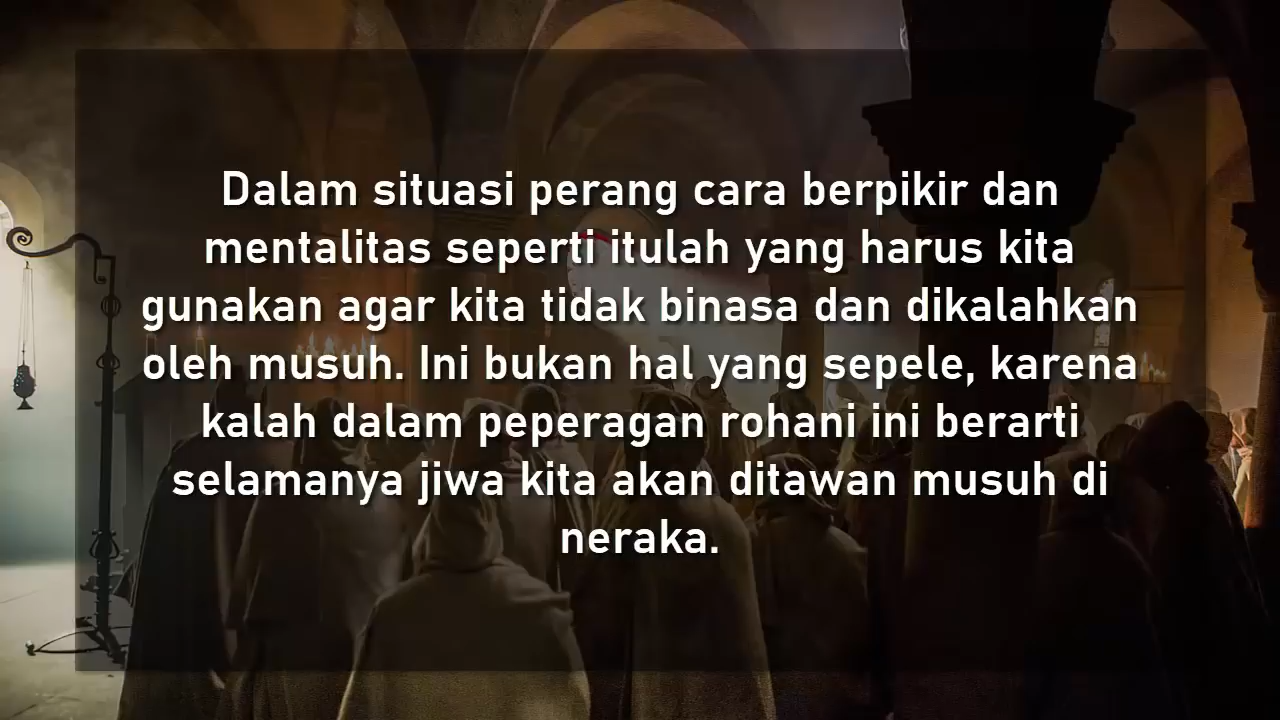 Dalam situasi perang cara berpikir dan
mentalitas seperti itulah yang harus kita
gunakan agar kita tidak binasa dan dikalahkan
oleh musuh. Ini bukan hal yang sepele, karena
kalah dalam peperagan rohani ini berarti
selamanya jiwa kita akan ditawan musuh di
neraka.